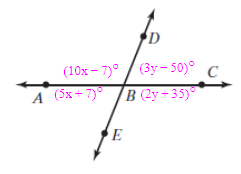 D
(10x – 7)° (3y – 50)° C
A (5x + 7)° B (2y + 35)°
E